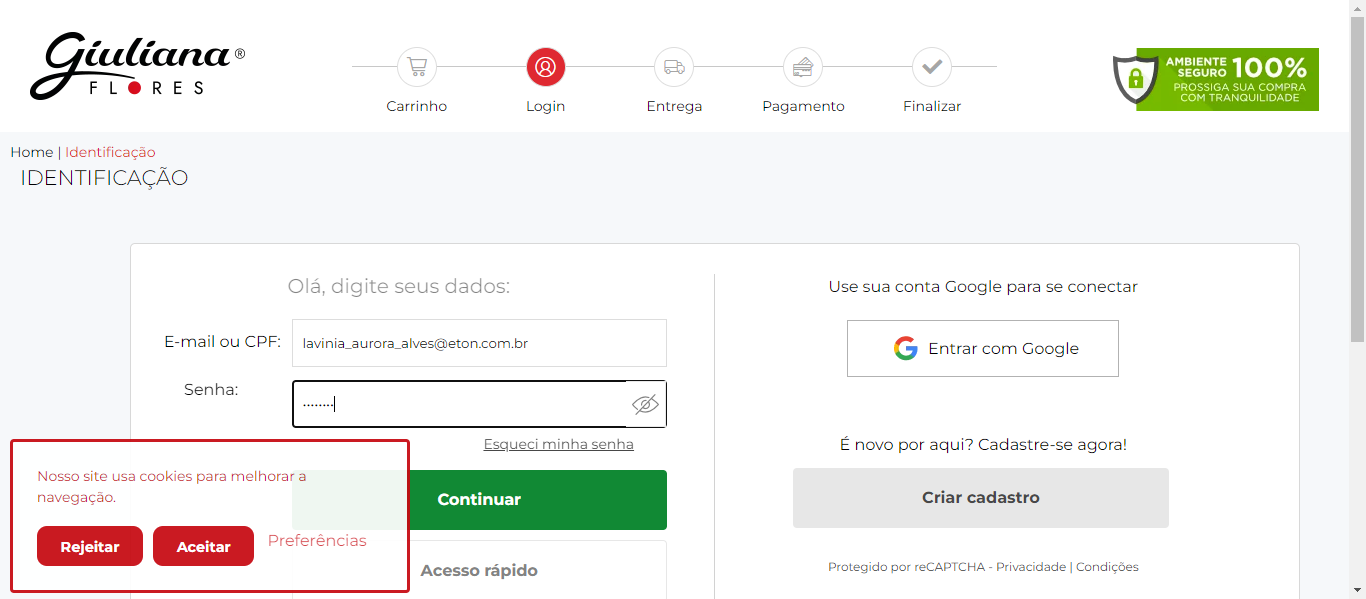 Giuliana®
FLORES
Carrinho
Login
Entrega
Pagamento
Finalizar
AMBIENTE
SEGURO 100%
PROSSIGA SUA COMPRA
COM TRANQUILIDADE
Home | Identificação
IDENTIFICAÇÃO
Olá, digite seus dados:
E-mail ou CPF:
lavinia_aurora_alves@eton.com.br
Senha:
........
Esqueci minha senha
Continuar
Acesso rápido
Use sua conta Google para se conectar
Entrar com Google
É novo por aqui? Cadastre-se agora!
Criar cadastro
Protegido por reCAPTCHA - Privacidade | Condições
Nosso site usa cookies para melhorar a
navegação.
Rejeitar
Aceitar
Preferências